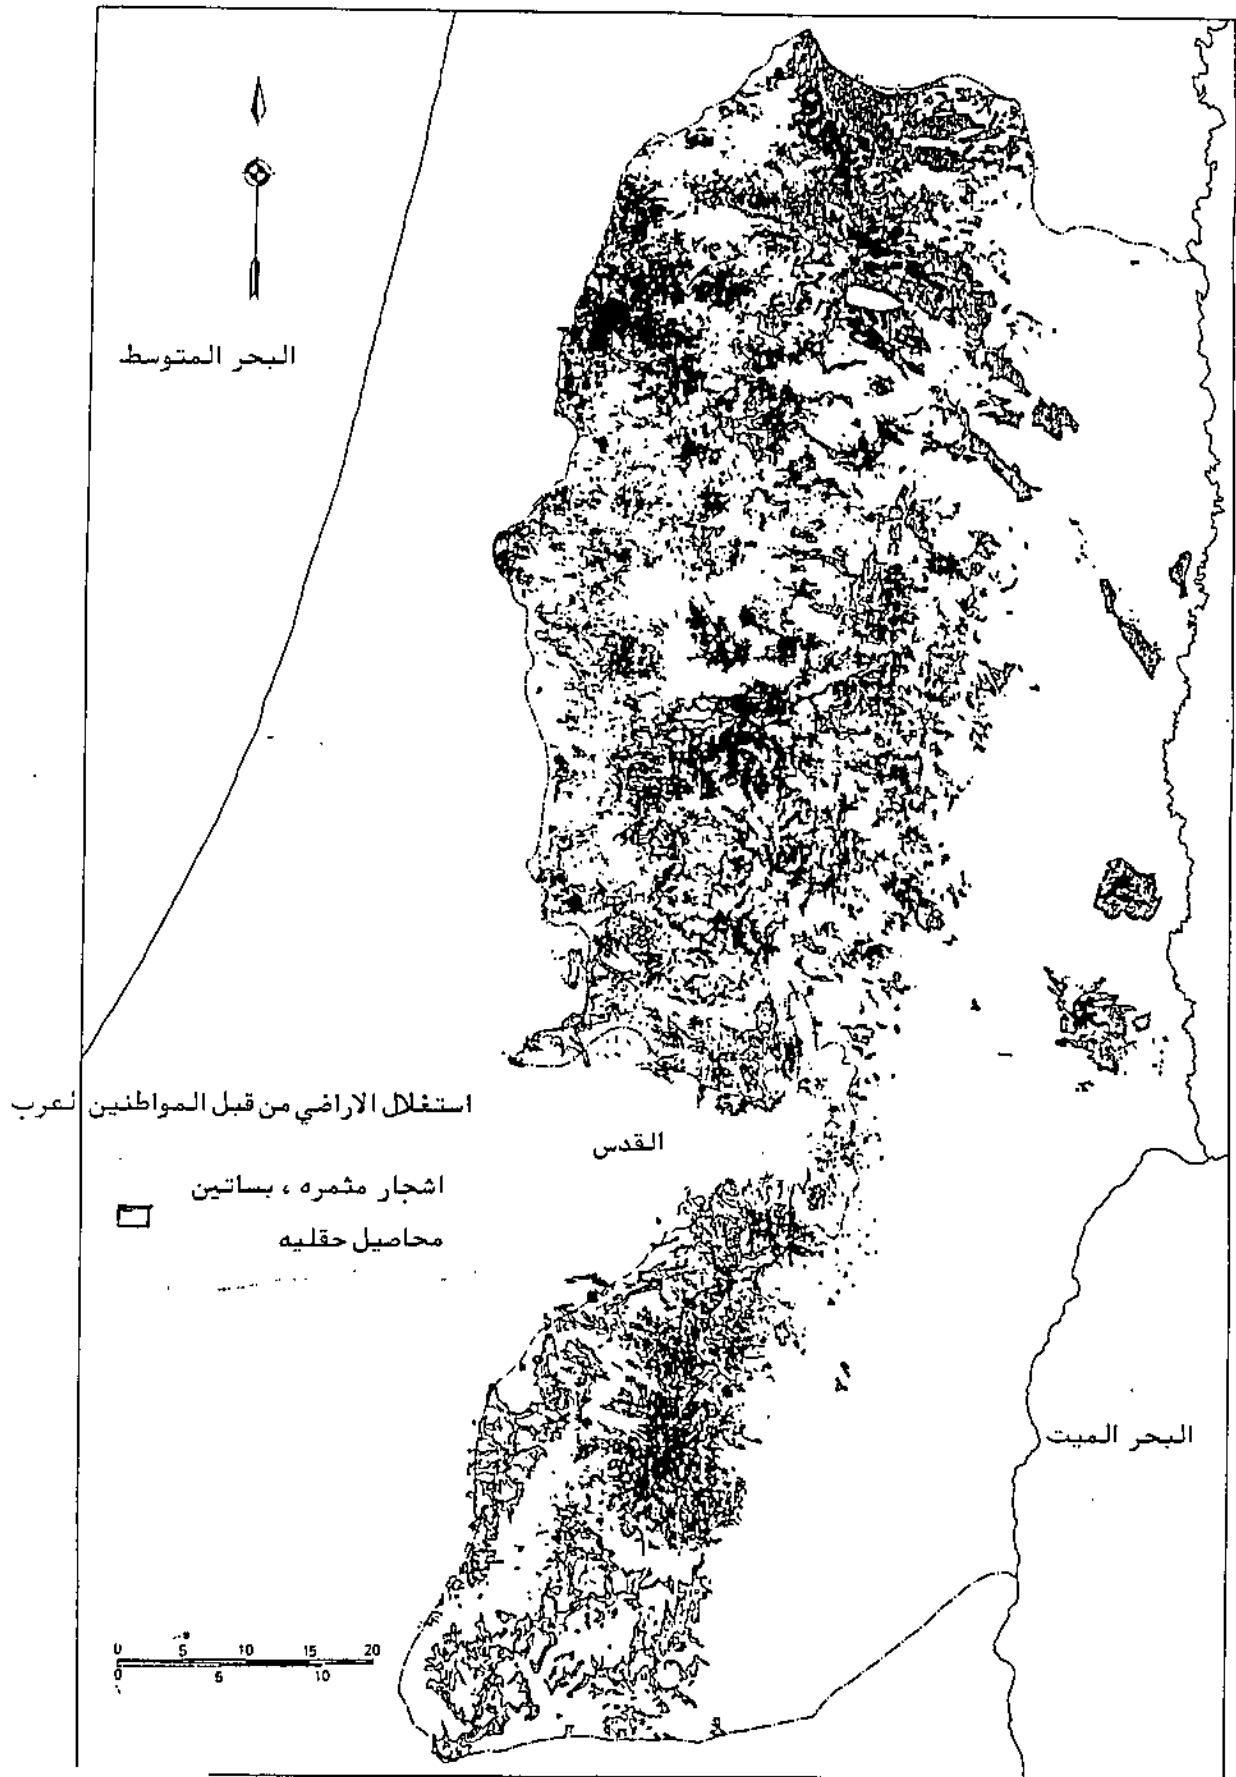 البحر المتوسط
استغلال الاراضي من قبل المواطنين لعرب
القدس
اشجار مثمره ، بساتين
محاصيل حقليه
البحر الميت
0 5 10 15 20
0 5 10